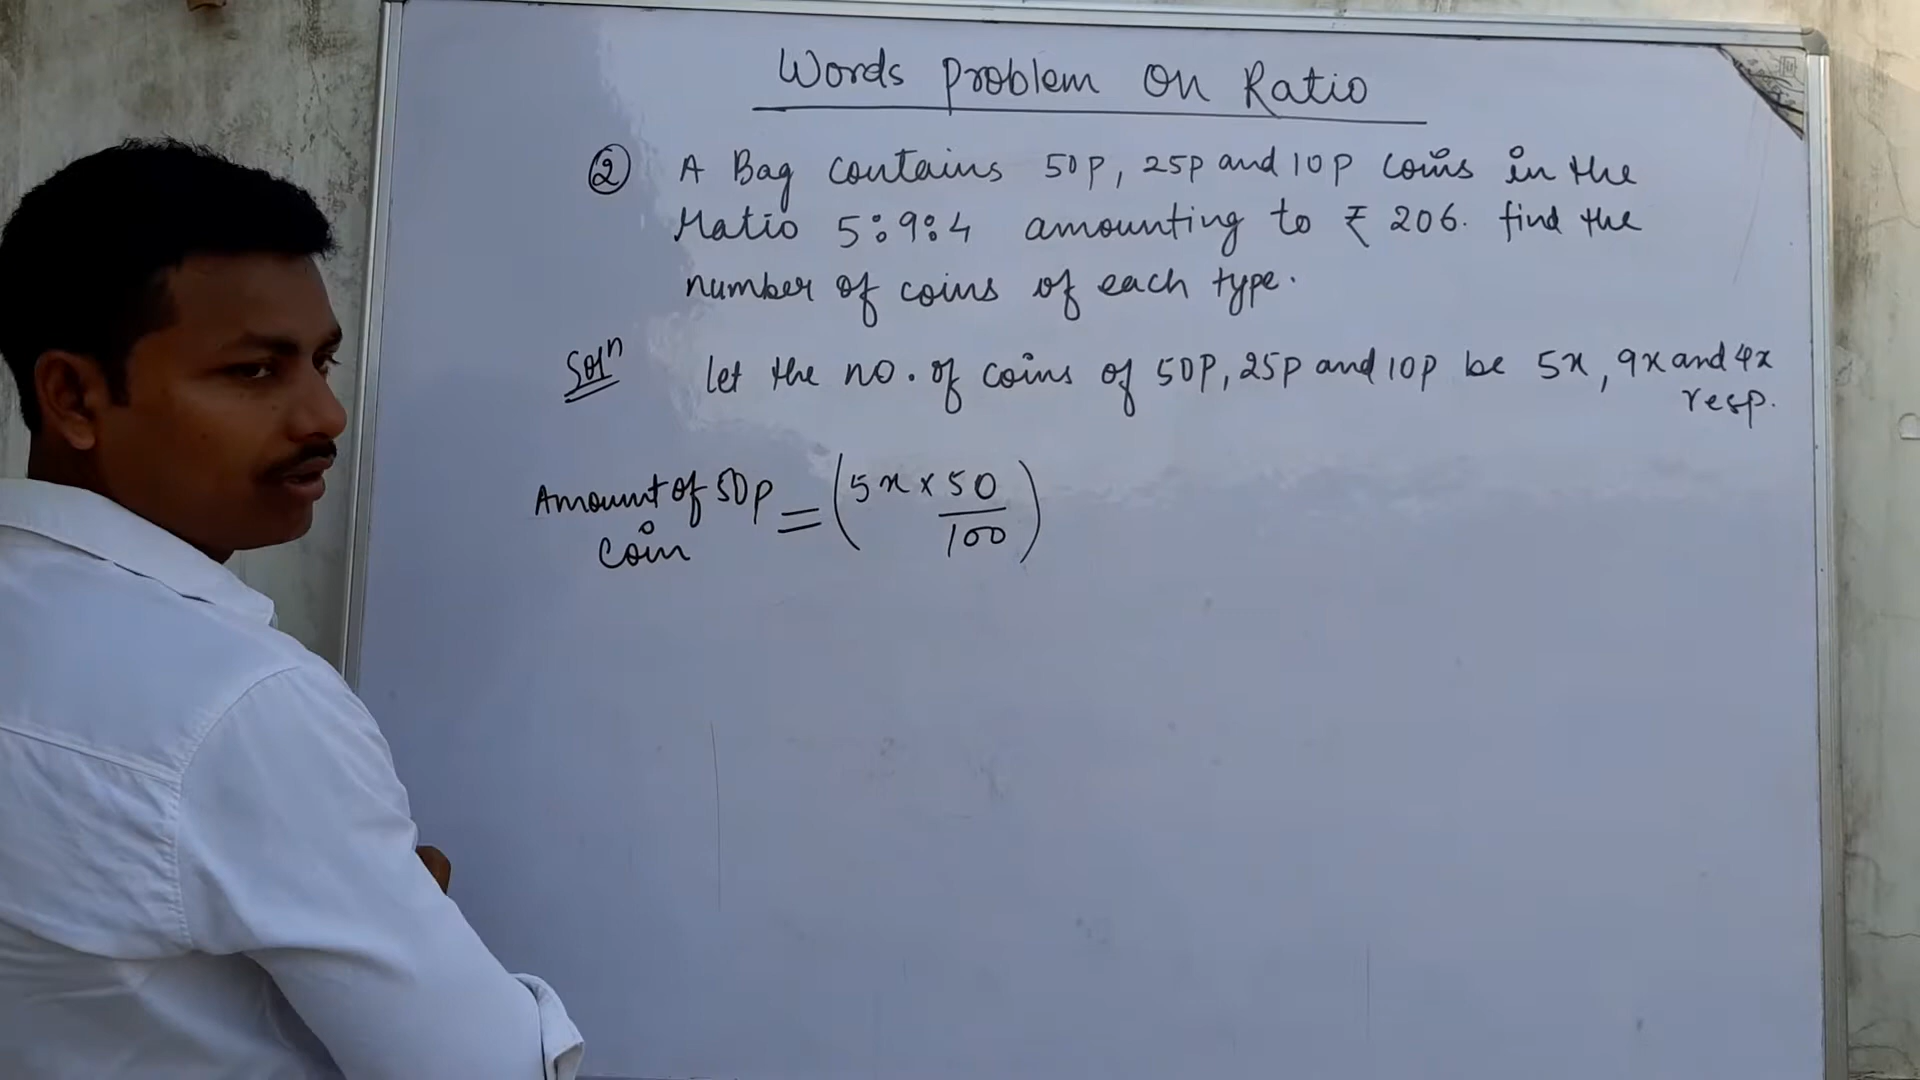 Words problem on Ratio
② A Bag contains 50p, 25p and 10p coins in the
Ratio 5:9:4 amounting to ₹ 206. find the
number of coins of each type.
Solⁿ let the no. of coins of 50p, 25p and 10p be 5x, 9x and 4x
resp.
Amount of 50p = (5x × 50/100)
coin